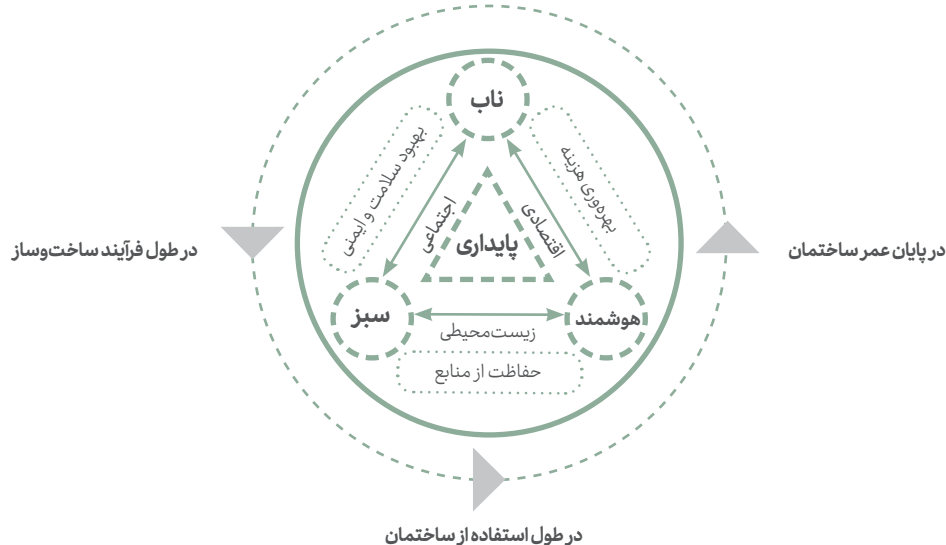 ناب
بهبود سلامت و ایمنی
بهره‌وری هزینه
اجتماعی
اقتصادی
پایداری
در طول فرآیند ساخت‌وساز
در پایان عمر ساختمان
سبز
هوشمند
زیست‌محیطی
حفاظت از منابع
در طول استفاده از ساختمان